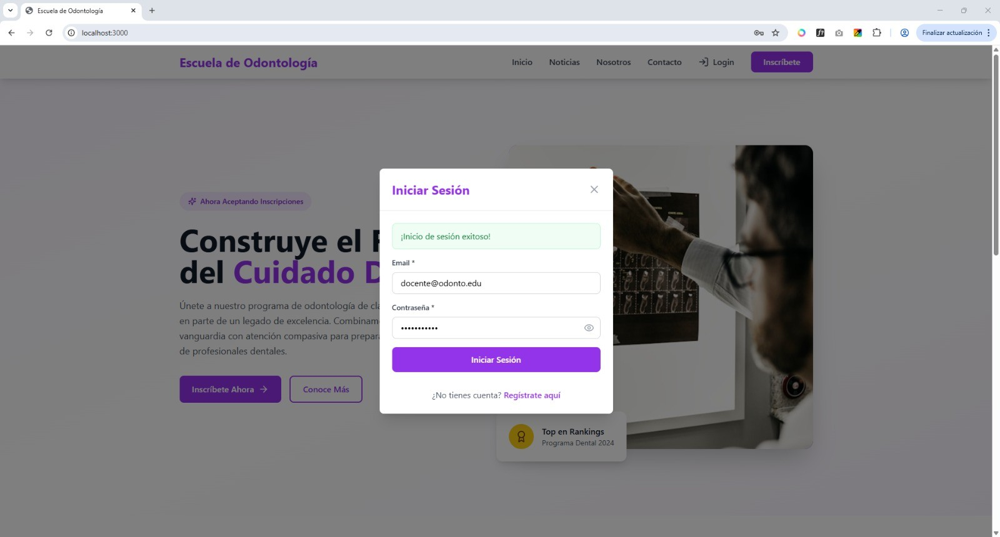 Escuela de Odontología
localhost:3000
Finalizar actualización
Escuela de Odontología
Inicio
Noticias
Nosotros
Contacto
Login
Inscríbete
Ahora Aceptando Inscripciones
Construye el F
del Cuidado D
Únete a nuestro programa de odontología de cla
en parte de un legado de excelencia. Combinam
vanguardia con atención compasiva para prepara
de profesionales dentales.
Inscríbete Ahora
Conoce Más
Iniciar Sesión
¡Inicio de sesión exitoso!
Email *
docente@odonto.edu
Contraseña *
•••••••••••
Iniciar Sesión
¿No tienes cuenta? Regístrate aquí
Top en Rankings
Programa Dental 2024